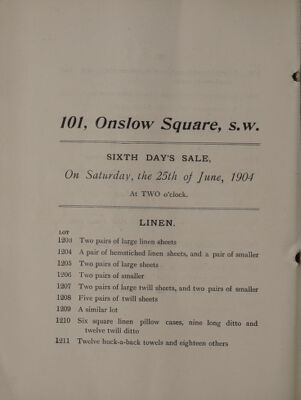 101, Onslow Square, s.w.
SIXTH DAY'S SALE,
On Saturday, the 25th of June, 1904
At TWO o'clock.
LINEN.
LOT
1203 Two pairs of large linen sheets
1204 A pair of hemstitched linen sheets, and a pair of smaller
1205 Two pairs of large sheets
1206 Two pairs of smaller
1207 Two pairs of large twill sheets, and two pairs of smaller
1208 Five pairs of twill sheets
1209 A similar lot
1210 Six square linen pillow cases, nine long ditto and
twelve twill ditto
1211 Twelve huck-a-back towels and eighteen others